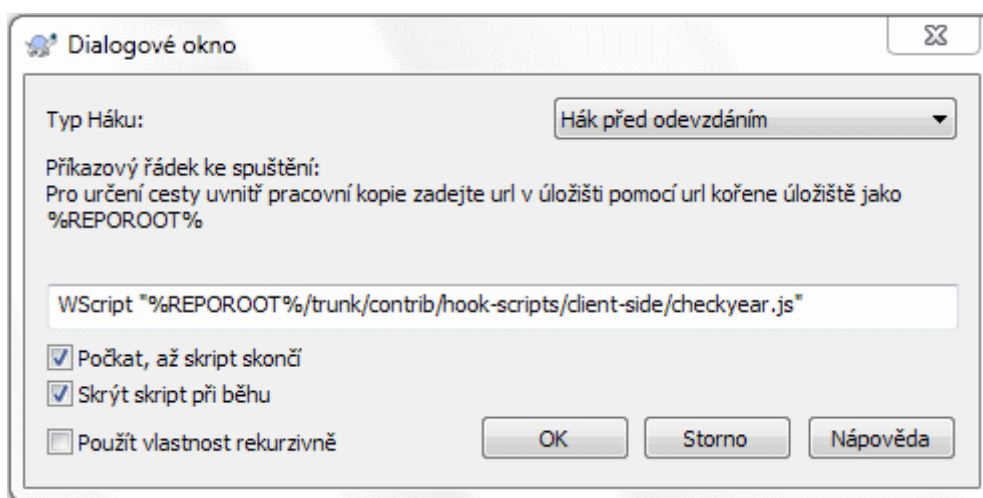 Dialogové okno
Typ Háku:
Hák před odevzdáním
Příkazový řádek ke spuštění:
Pro určení cesty uvnitř pracovní kopie zadejte url v úložišti pomocí url kořene úložiště jako
%REPOROOT%
WScript "%REPOROOT%/trunk/contrib/hook-scripts/client-side/checkyear.js"
Počkat, až skript skončí
Skrýt skript při běhu
Použít vlastnost rekurzivně
OK
Storno
Nápověda